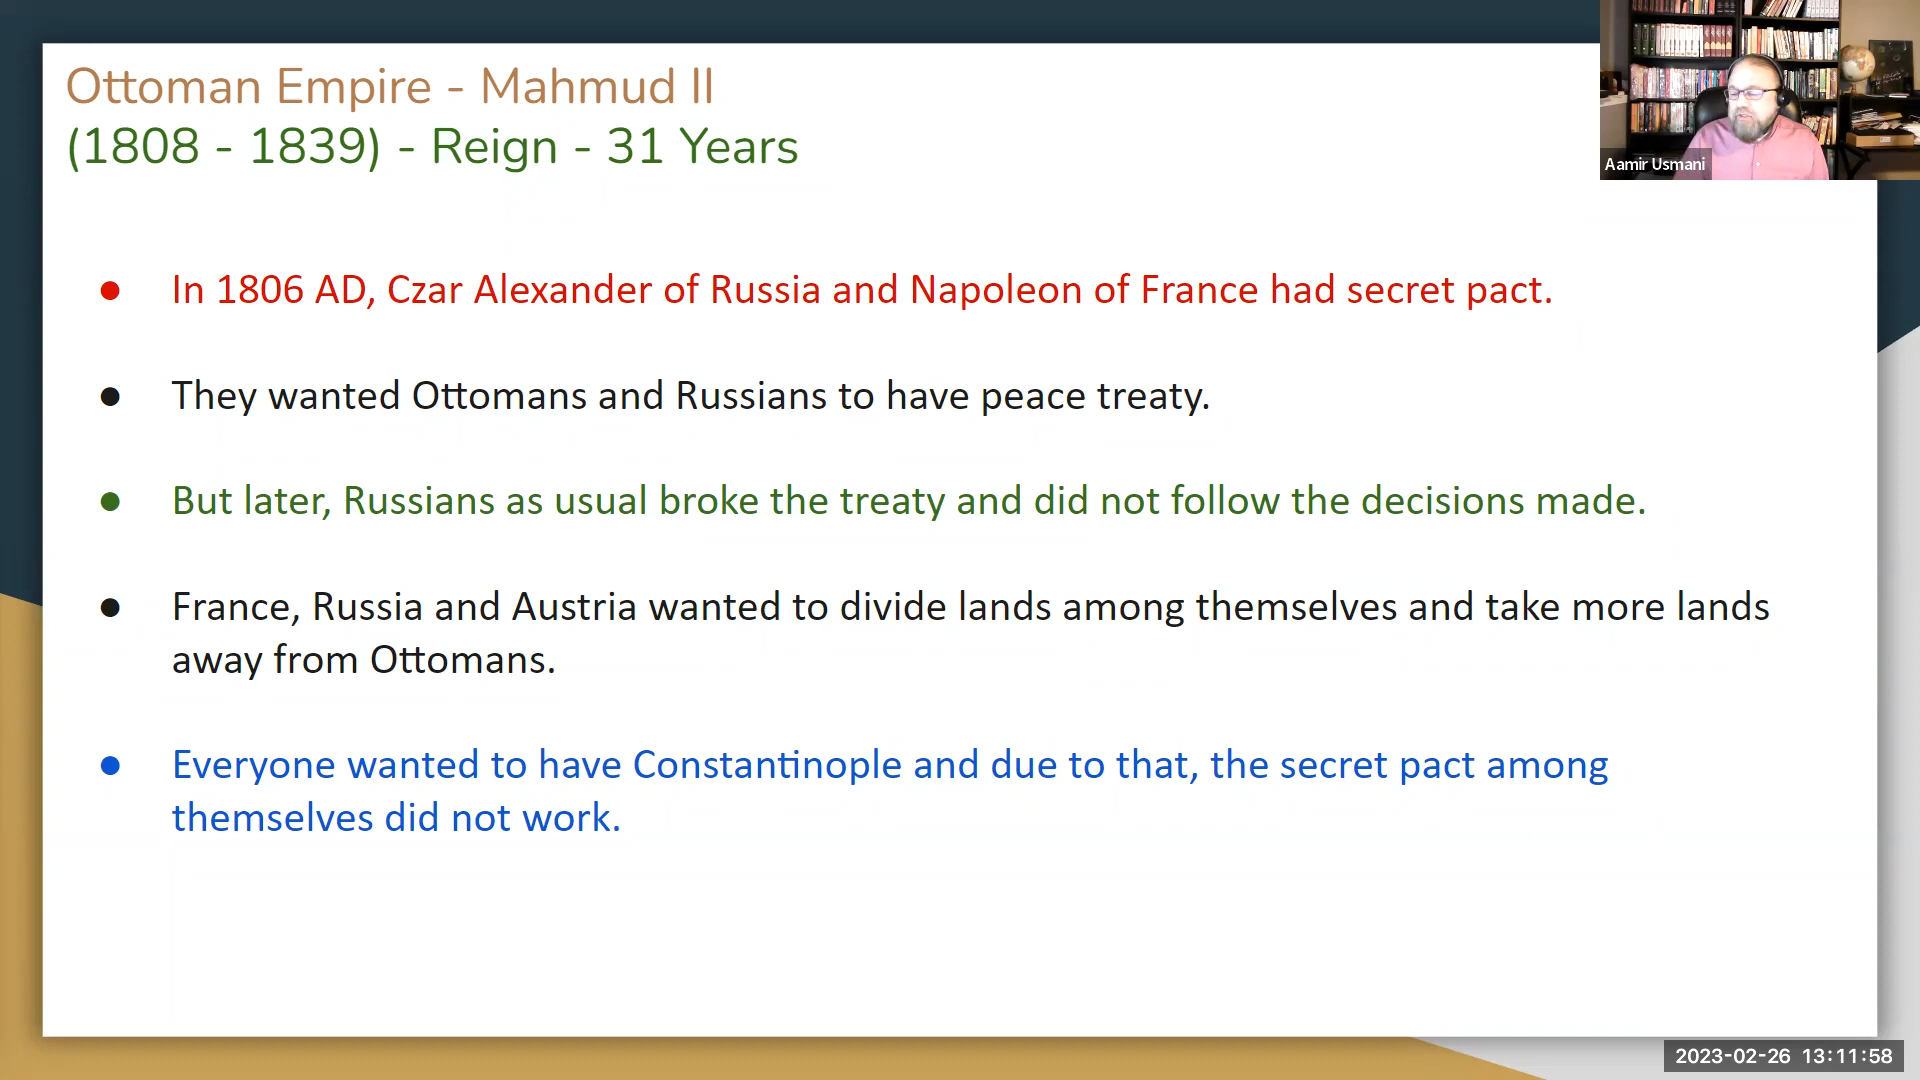 Ottoman Empire - Mahmud II
(1808 - 1839) - Reign - 31 Years
Aamir Usmani
● In 1806 AD, Czar Alexander of Russia and Napoleon of France had secret pact.
● They wanted Ottomans and Russians to have peace treaty.
● But later, Russians as usual broke the treaty and did not follow the decisions made.
● France, Russia and Austria wanted to divide lands among themselves and take more lands
away from Ottomans.
● Everyone wanted to have Constantinople and due to that, the secret pact among
themselves did not work.
2023-02-26 13:11:58